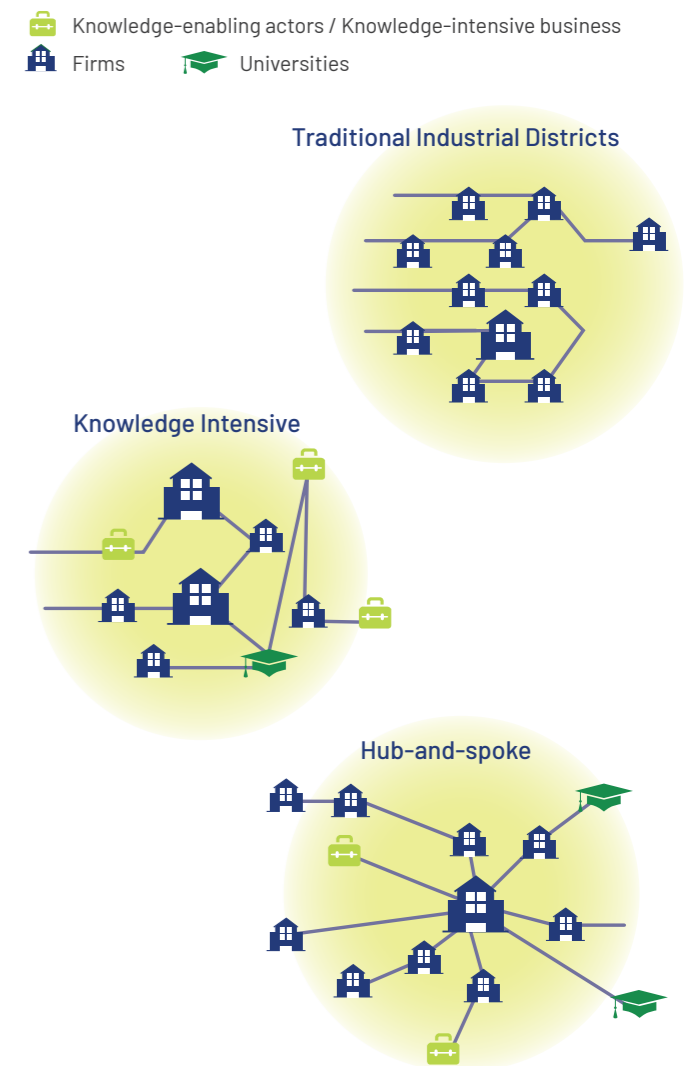 Knowledge-enabling actors / Knowledge-intensive business
Firms
Universities
Traditional Industrial Districts
Knowledge Intensive
Hub-and-spoke